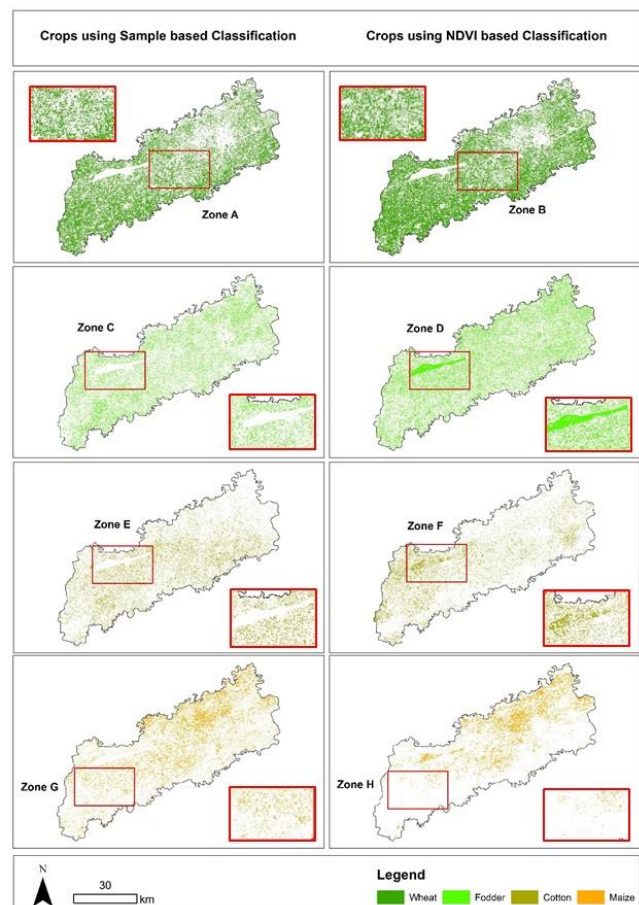 Crops using Sample based Classification
Crops using NDVI based Classification
Zone A
Zone B
Zone C
Zone D
Zone E
Zone F
Zone G
Zone H
N
30
km
Legend
Wheat
Fodder
Cotton
Maize